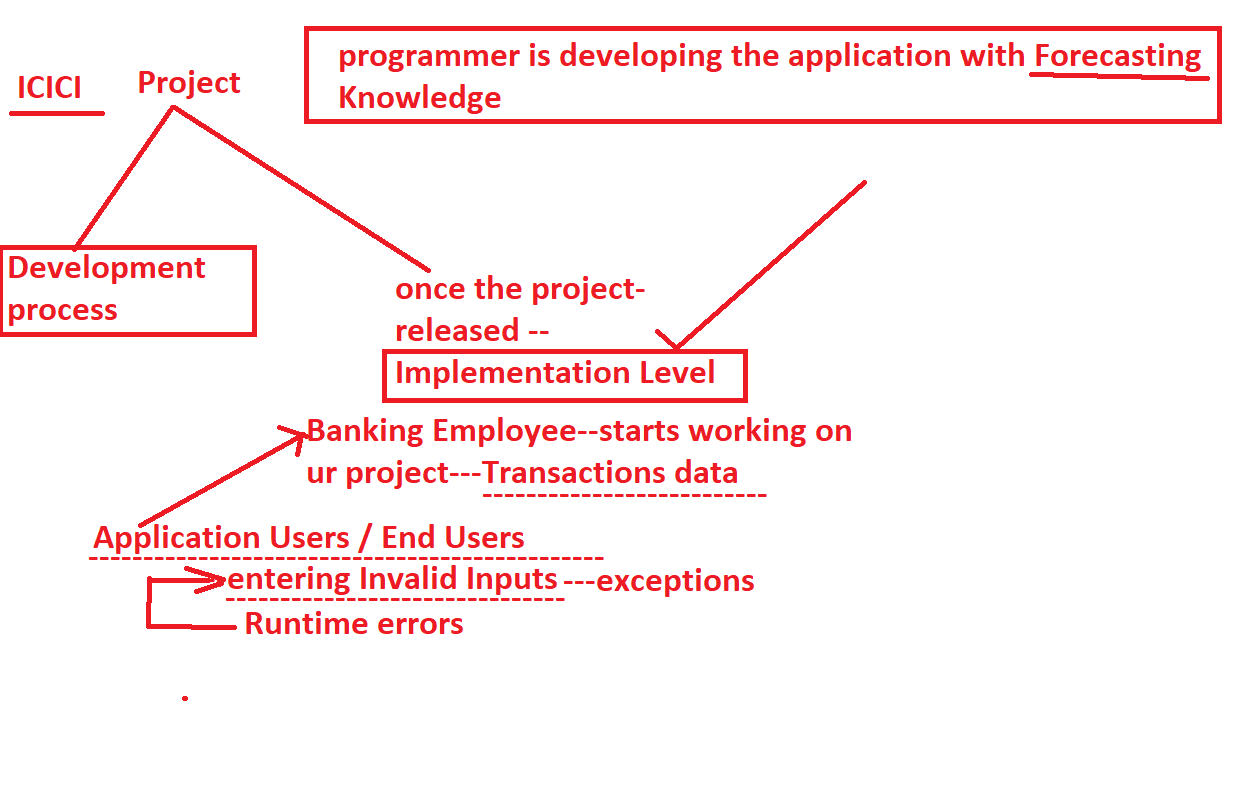 programmer is developing the application with Forecasting
Knowledge
ICICI Project
Development
process
once the project-
released --
Implementation Level
Banking Employee--starts working on
ur project---Transactions data
Application Users / End Users
entering Invalid Inputs ---exceptions
Runtime errors